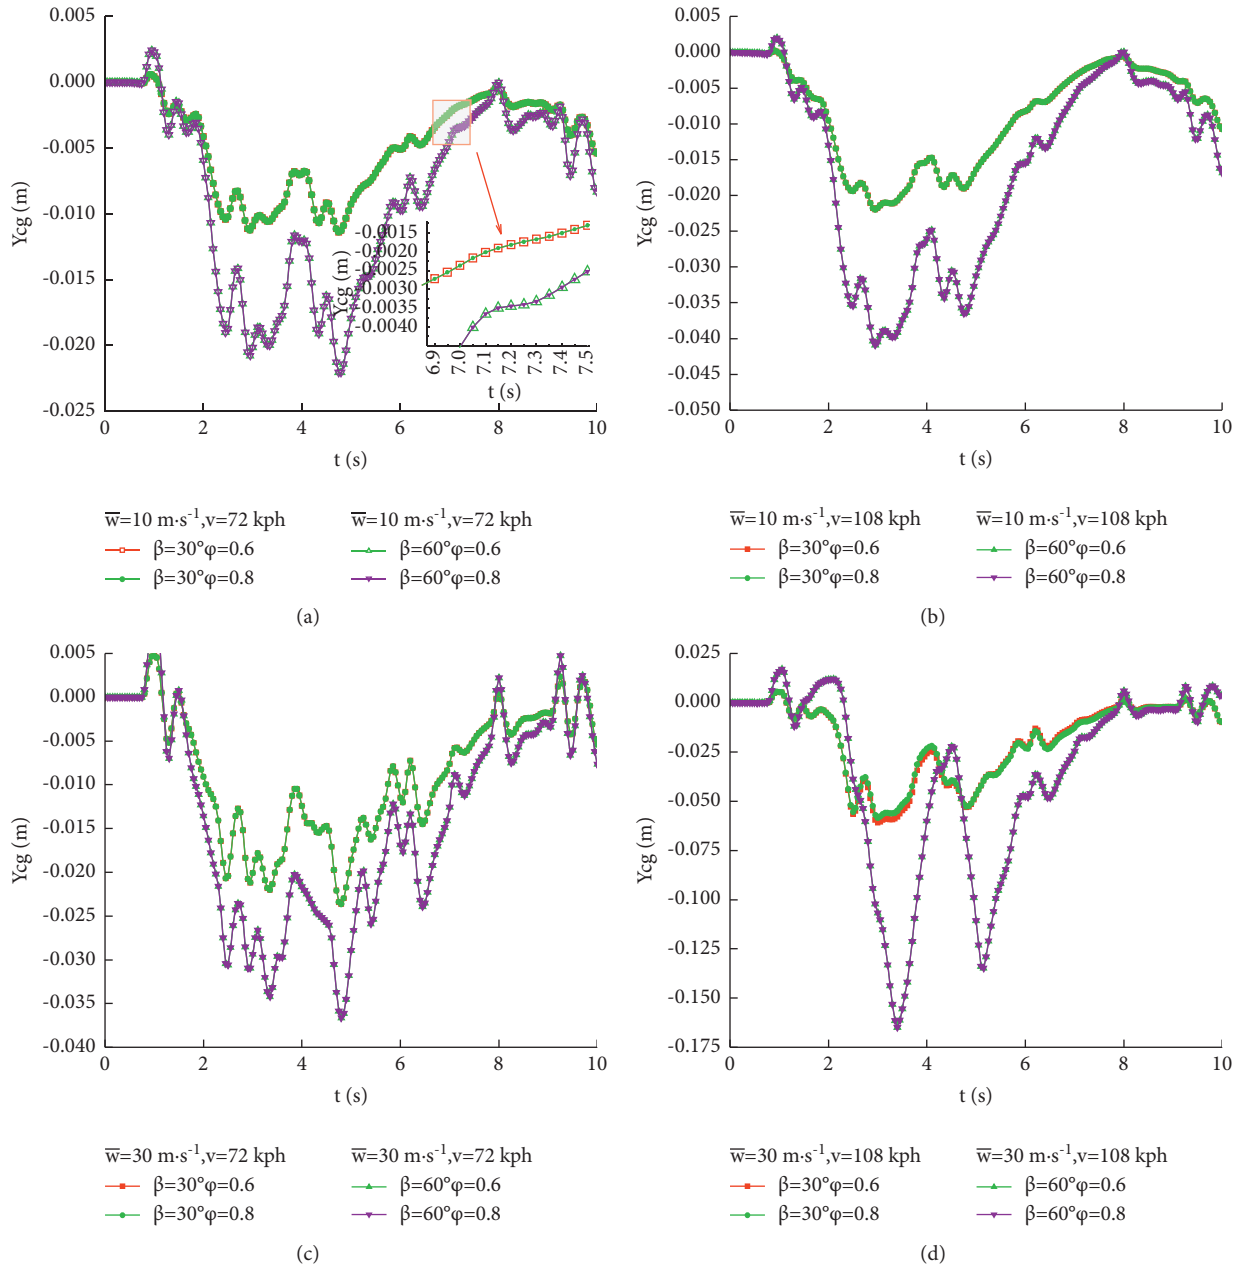 0.005
0.000
-0.005
-0.010
-0.015
-0.020
-0.025
Ycg (m)
0 2 4 6 8 10
t (s)
-0.0015
-0.0020
-0.0025
-0.0030
-0.0035
-0.0040
Ycg (m)
6.9 7.0 7.1 7.2 7.3 7.4 7.5
t (s)
w̅=10 m·s⁻¹,v=72 kph w̅=10 m·s⁻¹,v=72 kph
β=30°φ=0.6 β=60°φ=0.6
β=30°φ=0.8 β=60°φ=0.8
(a)
0.005
0.000
-0.005
-0.010
-0.015
-0.020
-0.025
-0.030
-0.035
-0.040
-0.045
-0.050
Ycg (m)
0 2 4 6 8 10
t (s)
w̅=10 m·s⁻¹,v=108 kph w̅=10 m·s⁻¹,v=108 kph
β=30°φ=0.6 β=60°φ=0.6
β=30°φ=0.8 β=60°φ=0.8
(b)
0.005
0.000
-0.005
-0.010
-0.015
-0.020
-0.025
-0.030
-0.035
-0.040
Ycg (m)
0 2 4 6 8 10
t (s)
w̅=30 m·s⁻¹,v=72 kph w̅=30 m·s⁻¹,v=72 kph
β=30°φ=0.6 β=60°φ=0.6
β=30°φ=0.8 β=60°φ=0.8
(c)
0.025
0.000
-0.025
-0.050
-0.075
-0.100
-0.125
-0.150
-0.175
Ycg (m)
0 2 4 6 8 10
t (s)
w̅=30 m·s⁻¹,v=108 kph w̅=30 m·s⁻¹,v=108 kph
β=30°φ=0.6 β=60°φ=0.6
β=30°φ=0.8 β=60°φ=0.8
(d)